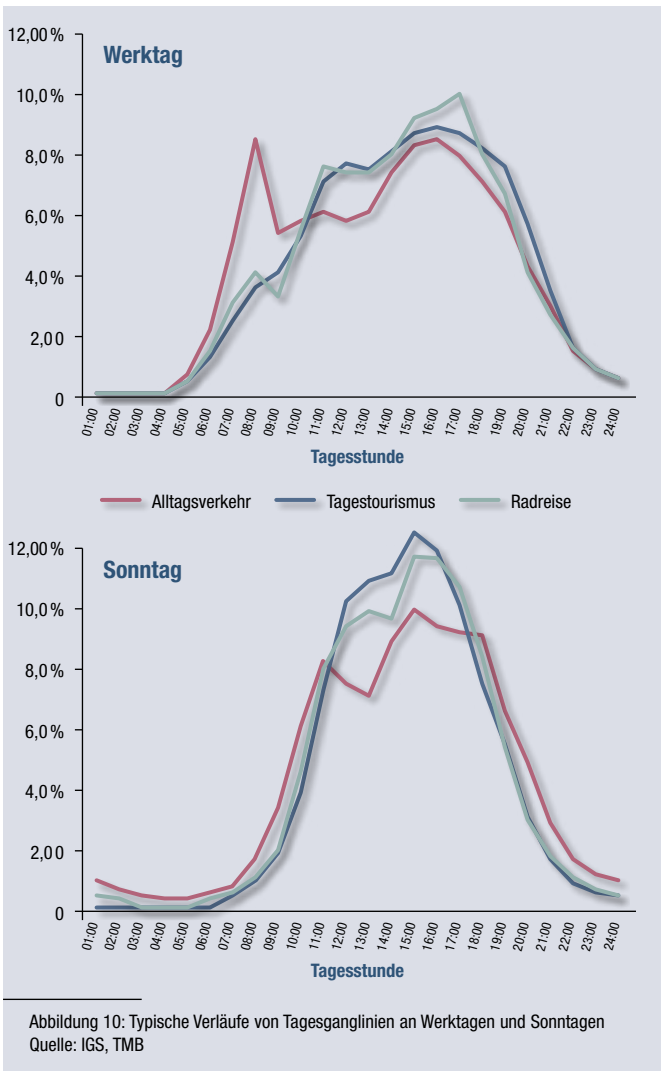 12,00 %
Werktag
10,0 %
8,0 %
6,0 %
4,0 %
2,00
0
01:00 02:00 03:00 04:00 05:00 06:00 07:00 08:00 09:00 10:00 11:00 12:00 13:00 14:00 15:00 16:00 17:00 18:00 19:00 20:00 21:00 22:00 23:00 24:00
Tagesstunde
Alltagsverkehr Tagestourismus Radreise
12,00 %
Sonntag
10,0 %
8,0 %
6,0 %
4,0 %
2,00
0
01:00 02:00 03:00 04:00 05:00 06:00 07:00 08:00 09:00 10:00 11:00 12:00 13:00 14:00 15:00 16:00 17:00 18:00 19:00 20:00 21:00 22:00 23:00 24:00
Tagesstunde
Abbildung 10: Typische Verläufe von Tagesganglinien an Werktagen und Sonntagen
Quelle: IGS, TMB